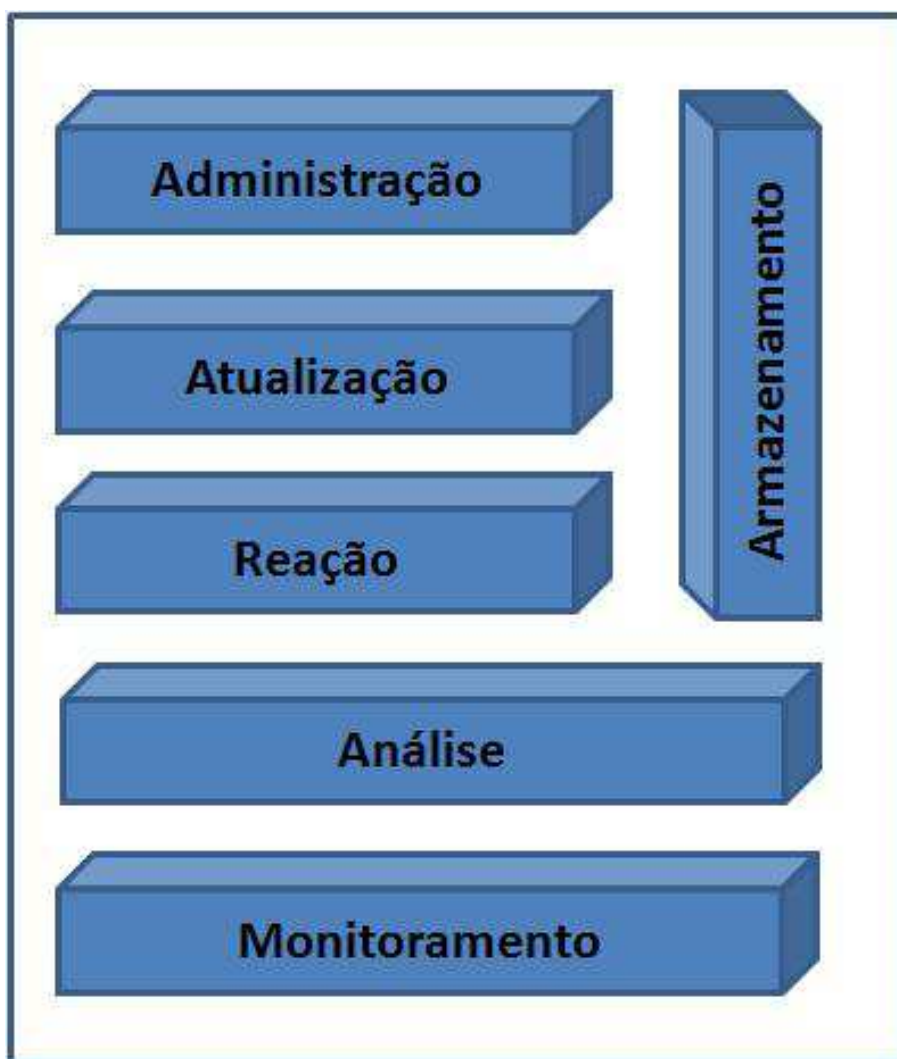 Administração
Atualização
Reação
Armazenamento
Análise
Monitoramento